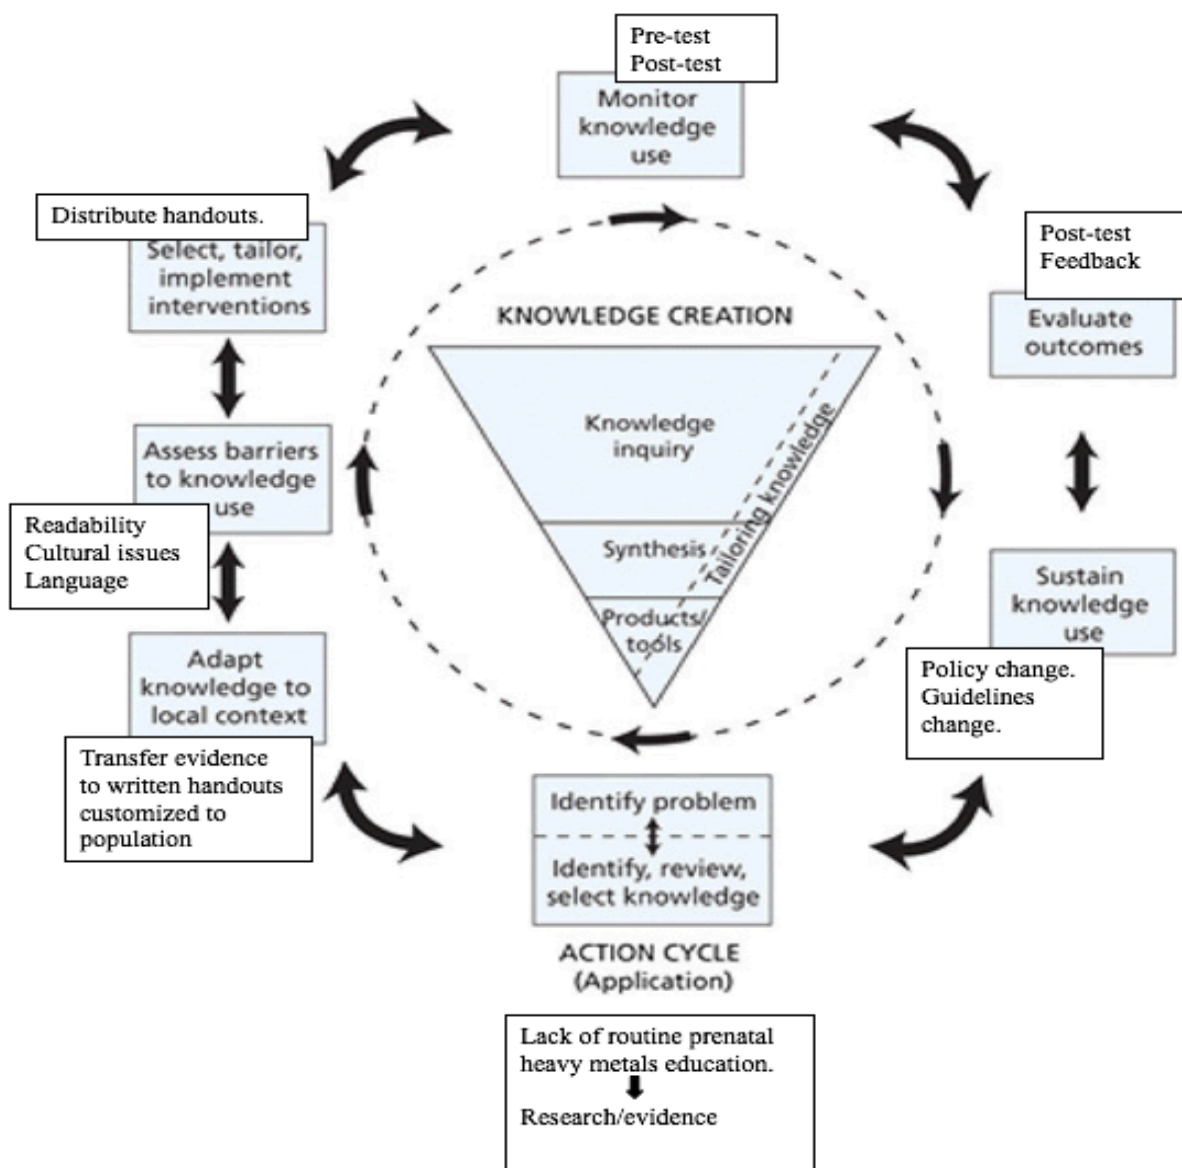 Pre-test
Post-test
Monitor
knowledge
use
Distribute handouts.
Select, tailor,
implement
interventions
Post-test
Feedback
Evaluate
outcomes
KNOWLEDGE CREATION
Knowledge
inquiry
Synthesis
Products/
tools
Tailoring knowledge
Assess barriers
to knowledge
use
Readability
Cultural issues
Language
Sustain
knowledge
use
Policy change.
Guidelines
change.
Adapt
knowledge to
local context
Transfer evidence
to written handouts
customized to
population
Identify problem
Identify, review,
select knowledge
ACTION CYCLE
(Application)
Lack of routine prenatal
heavy metals education.
Research/evidence